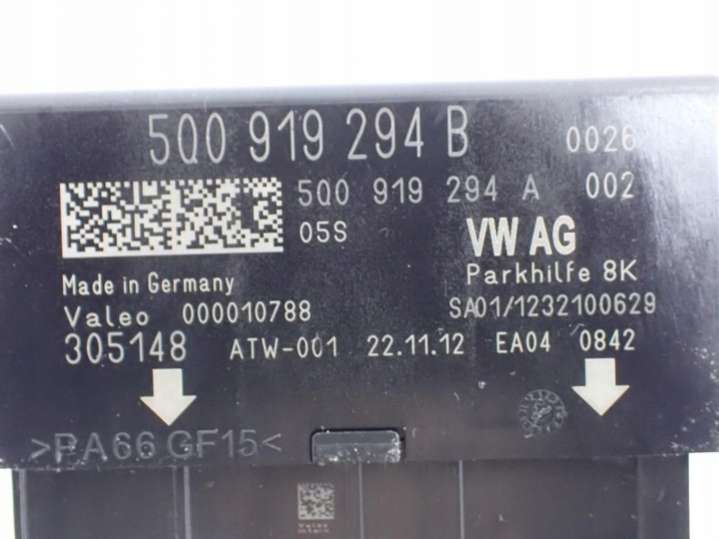 5Q0 919 294 B 0026
5Q0 919 294 A 002
05S VW AG
Made in Germany Parkhilfe 8K
Valeo 000010788 SA01/1232100629
305148 ATW-001 22.11.12 EA04 0842
>PA66 GF15<
Valeo